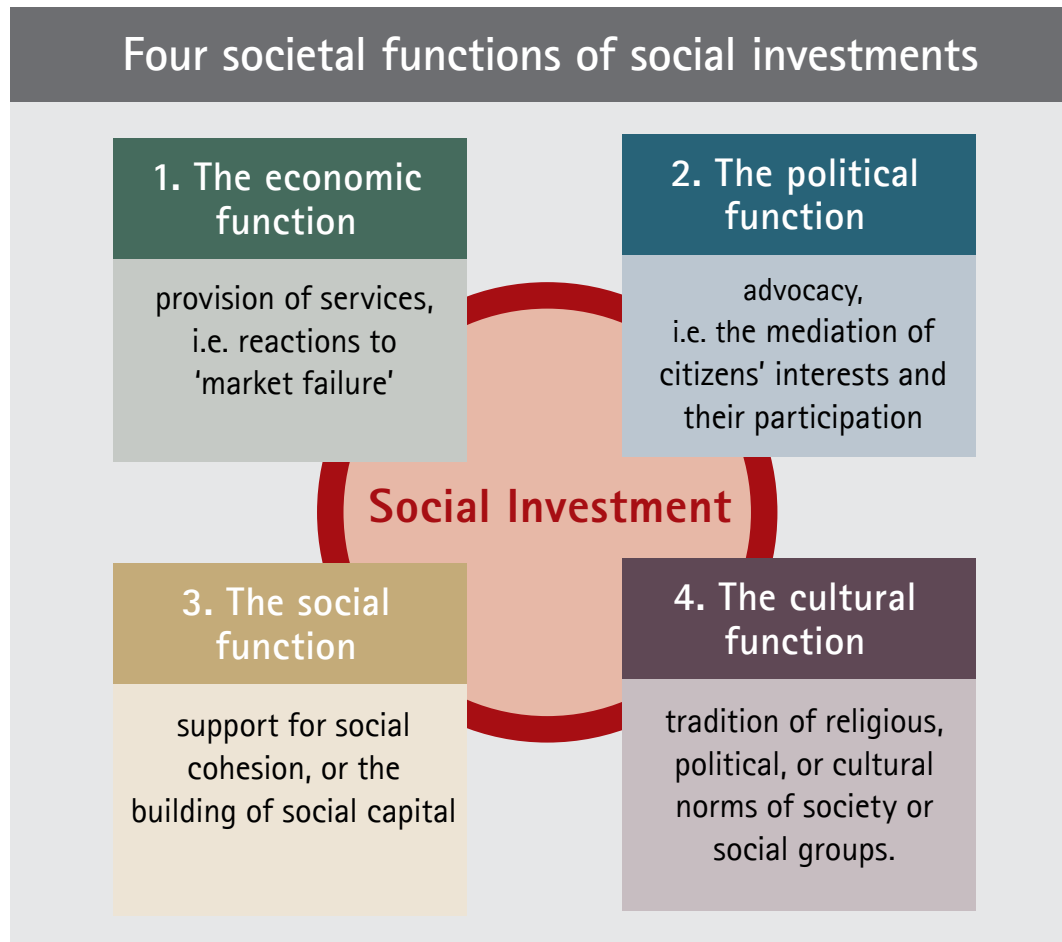 Four societal functions of social investments
1. The economic
function
provision of services,
i.e. reactions to
‘market failure’
2. The political
function
advocacy,
i.e. the mediation of
citizens’ interests and
their participation
Social Investment
3. The social
function
support for social
cohesion, or the
building of social capital
4. The cultural
function
tradition of religious,
political, or cultural
norms of society or
social groups.